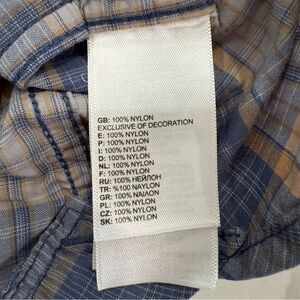 GB: 100% NYLON
EXCLUSIVE OF DECORATION
E: 100% NYLON
P: 100% NYLON
I: 100% NYLON
D: 100% NYLON
NL: 100% NYLON
F: 100% NYLON
RU: 100% НЕЙЛОН
TR: %100 NAYLON
GR: 100% ΝΑΙΛΟΝ
PL: 100% NYLON
CZ: 100% NYLON
SK: 100% NYLON